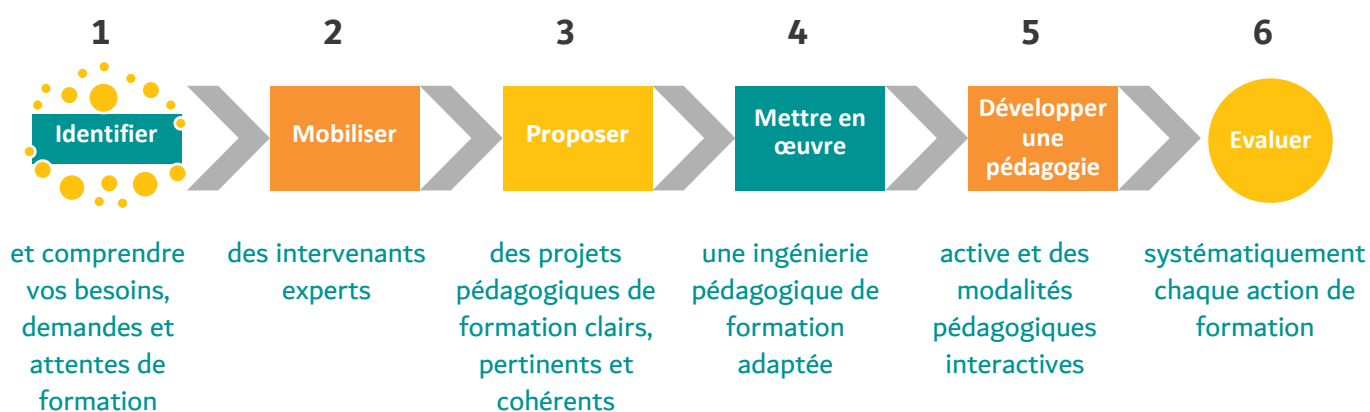 1
Identifier
et comprendre
vos besoins,
demandes et
attentes de
formation
2
Mobiliser
des intervenants
experts
3
Proposer
des projets
pédagogiques de
formation clairs,
pertinents et
cohérents
4
Mettre en
œuvre
une ingénierie
pédagogique de
formation
adaptée
5
Développer
une
pédagogie
active et des
modalités
pédagogiques
interactives
6
Evaluer
systématiquement
chaque action de
formation